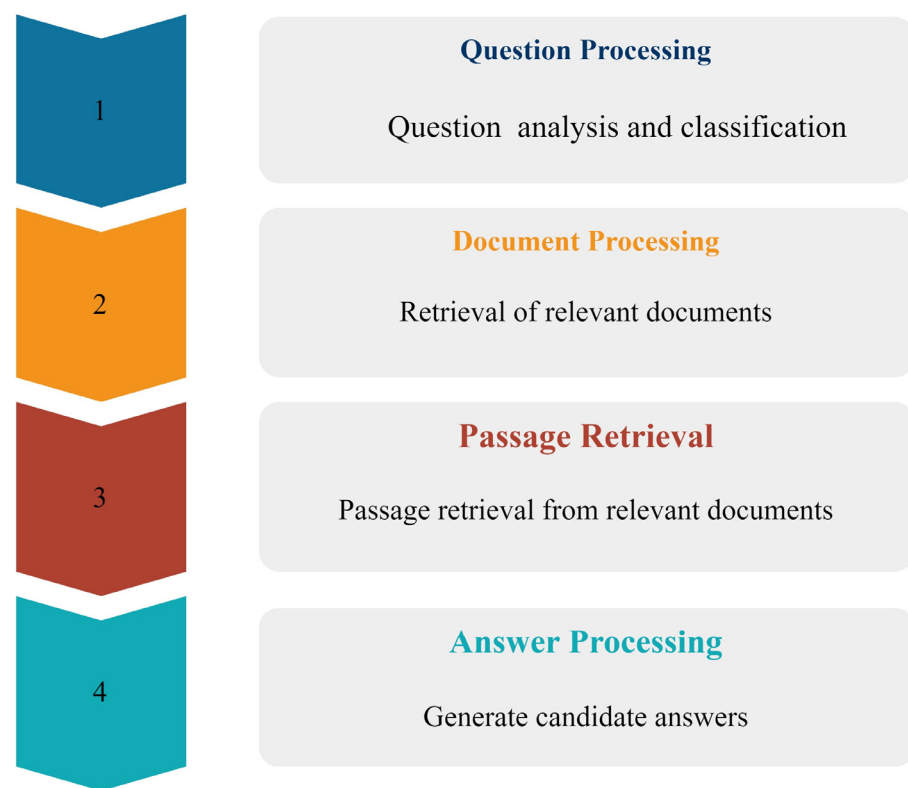 1
Question Processing
Question analysis and classification
2
Document Processing
Retrieval of relevant documents
3
Passage Retrieval
Passage retrieval from relevant documents
4
Answer Processing
Generate candidate answers